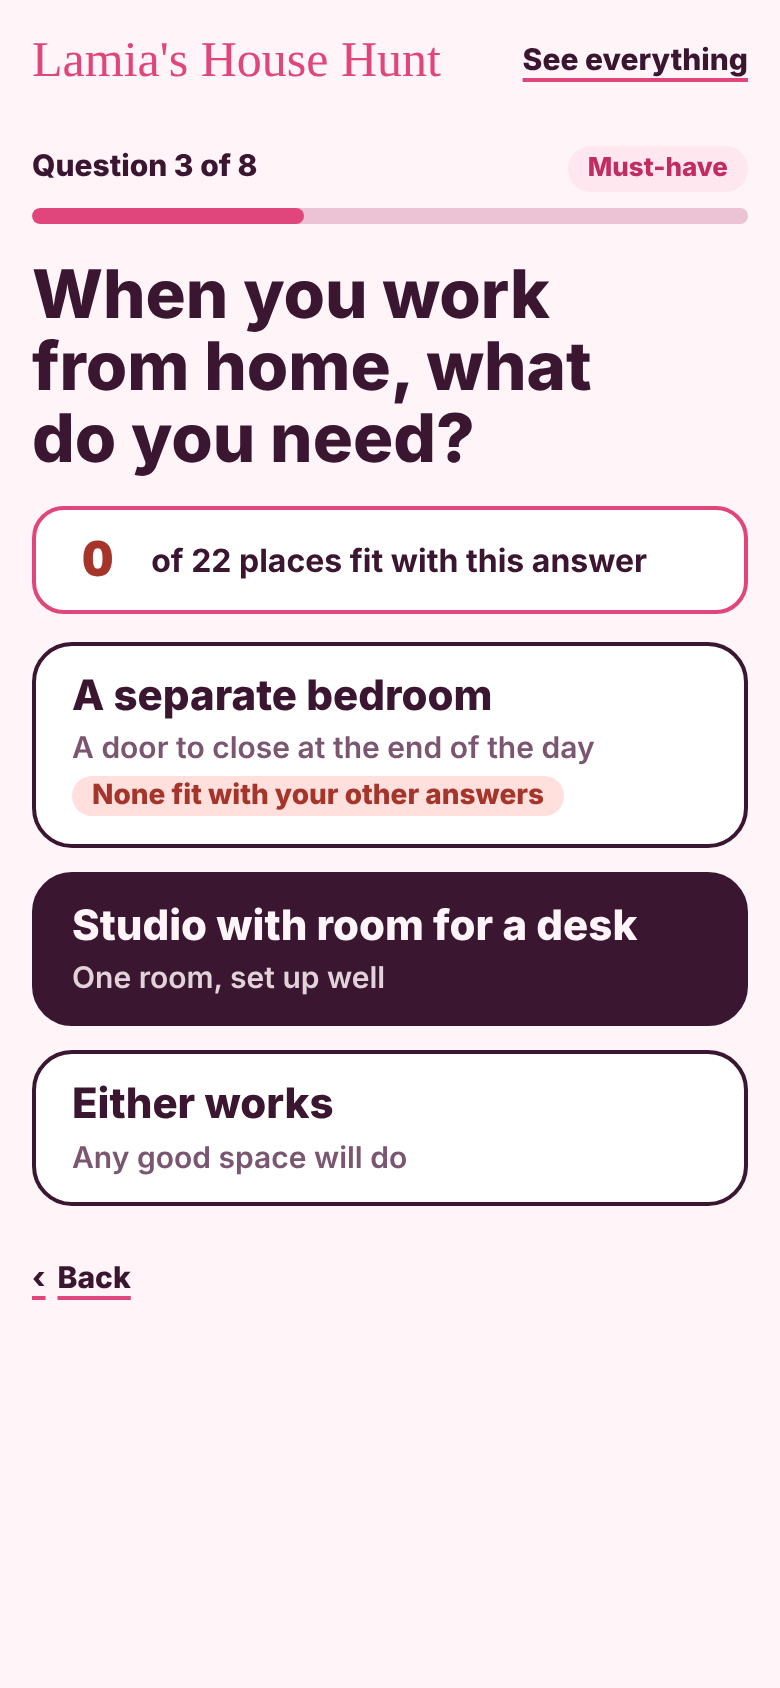 Lamia's House Hunt
See everything
Question 3 of 8
Must-have
When you work
from home, what
do you need?
0 of 22 places fit with this answer
A separate bedroom
A door to close at the end of the day
None fit with your other answers
Studio with room for a desk
One room, set up well
Either works
Any good space will do
‹ Back